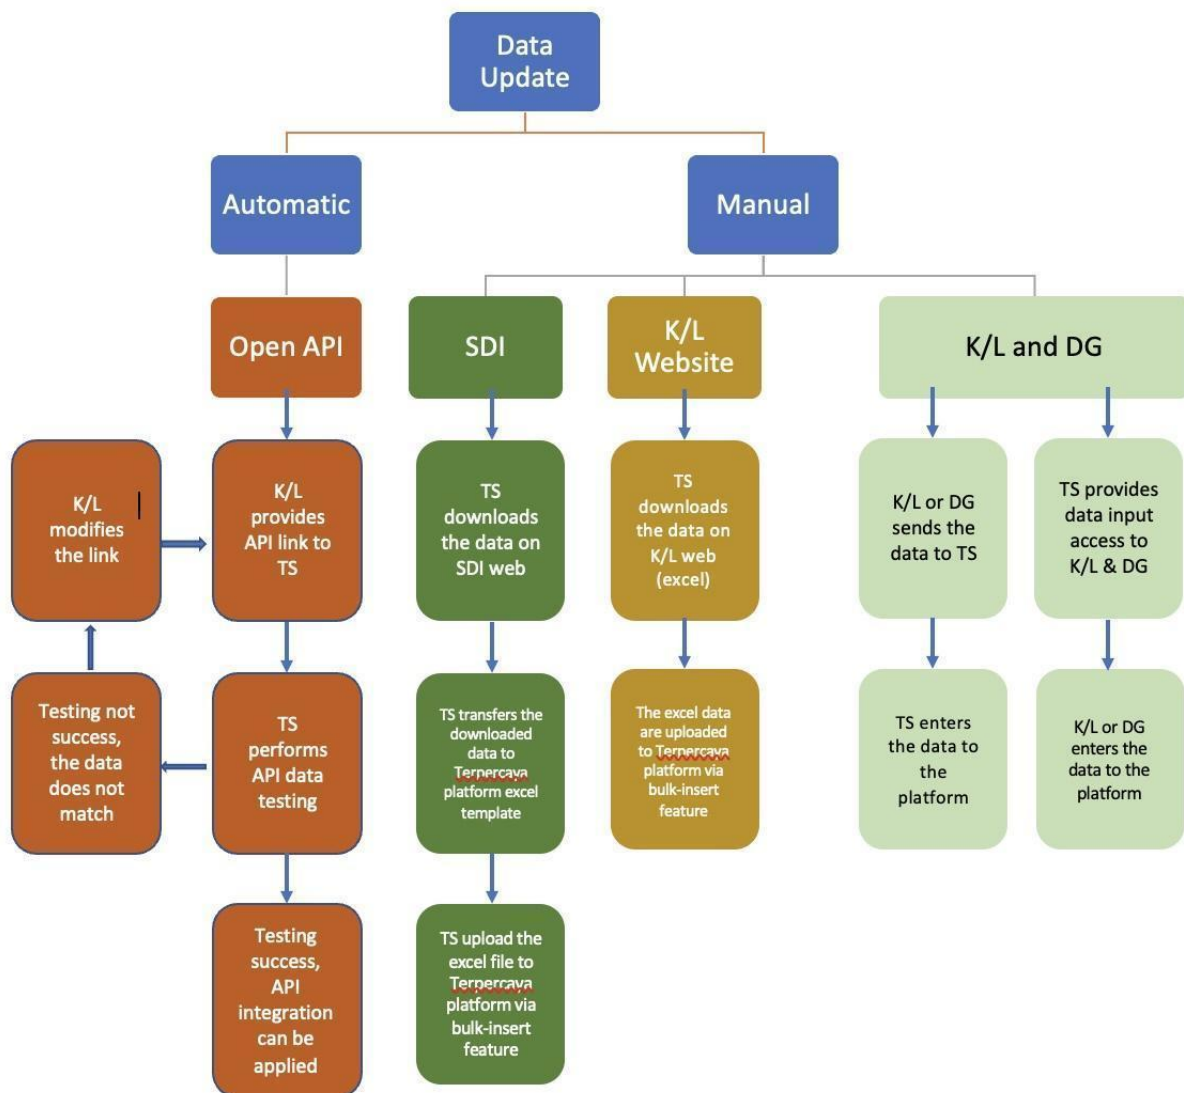 Data
Update
Automatic
Manual
Open API
SDI
K/L
Website
K/L and DG
K/L
modifies
the link
K/L
provides
API link to
TS
TS
downloads
the data on
SDI web
TS
downloads
the data on
K/L web
(excel)
K/L or DG
sends the
data to TS
TS provides
data input
access to
K/L & DG
Testing not
success,
the data
does not
match
TS
performs
API data
testing
TS transfers the
downloaded
data to
Terpercaya
platform excel
template
The excel data
are uploaded
to Terpercaya
platform via
bulk-insert
feature
TS enters
the data to
the
platform
K/L or DG
enters the
data to the
platform
Testing
success,
API
integration
can be
applied
TS upload the
excel file to
Terpercaya
platform via
bulk-insert
feature